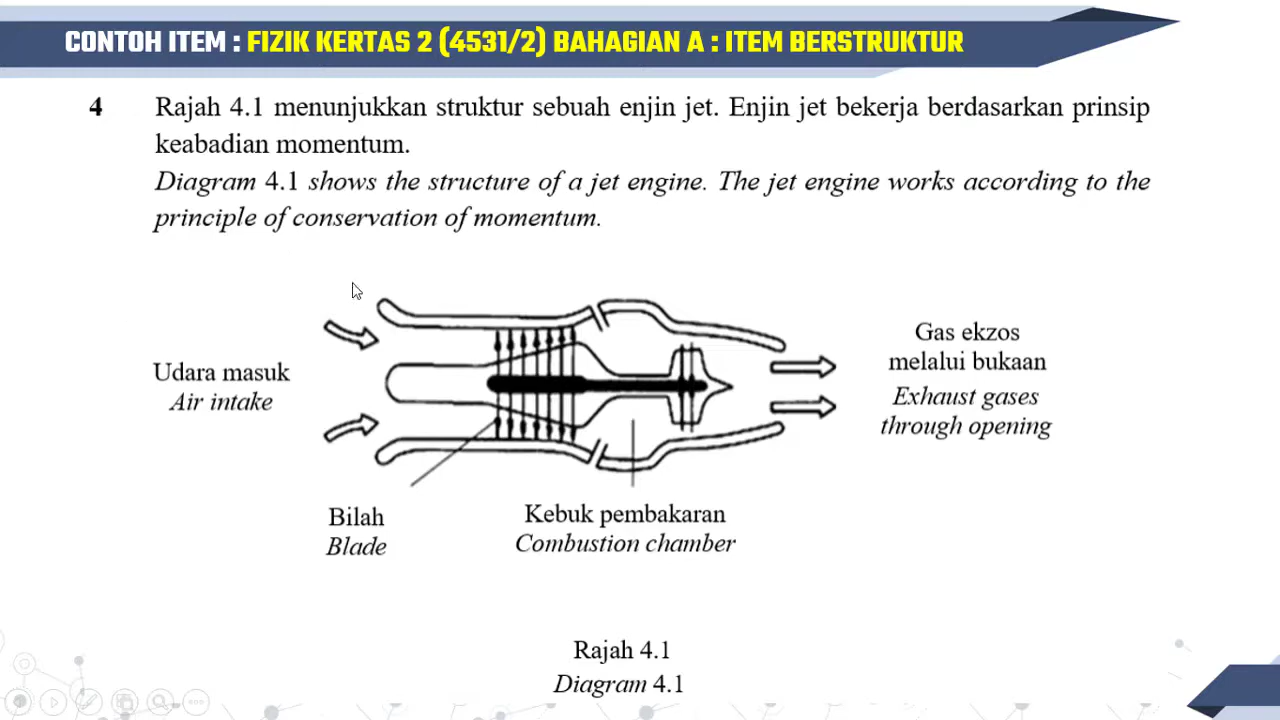 CONTOH ITEM : FIZIK KERTAS 2 (4531/2) BAHAGIAN A : ITEM BERSTRUKTUR
4 Rajah 4.1 menunjukkan struktur sebuah enjin jet. Enjin jet bekerja berdasarkan prinsip
keabadian momentum.
Diagram 4.1 shows the structure of a jet engine. The jet engine works according to the
principle of conservation of momentum.
Udara masuk
Air intake
Gas ekzos
melalui bukaan
Exhaust gases
through opening
Bilah
Blade
Kebuk pembakaran
Combustion chamber
Rajah 4.1
Diagram 4.1